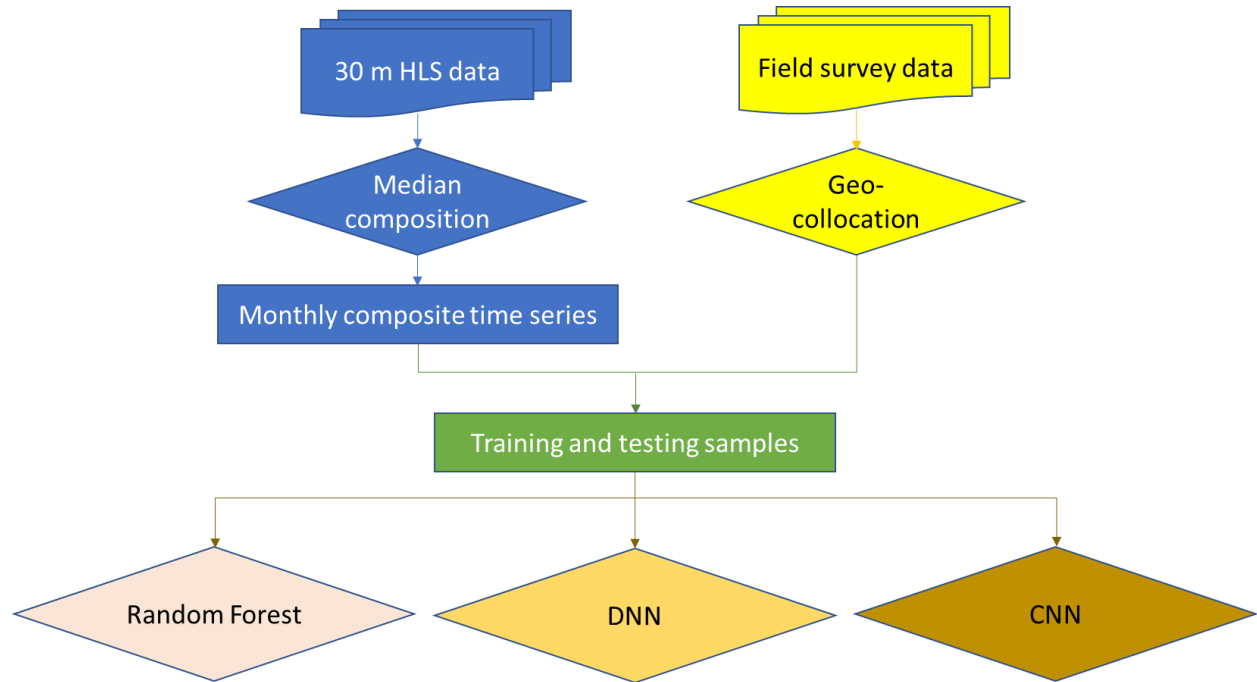 30 m HLS data
Field survey data
Median
composition
Geo-
collocation
Monthly composite time series
Training and testing samples
Random Forest
DNN
CNN